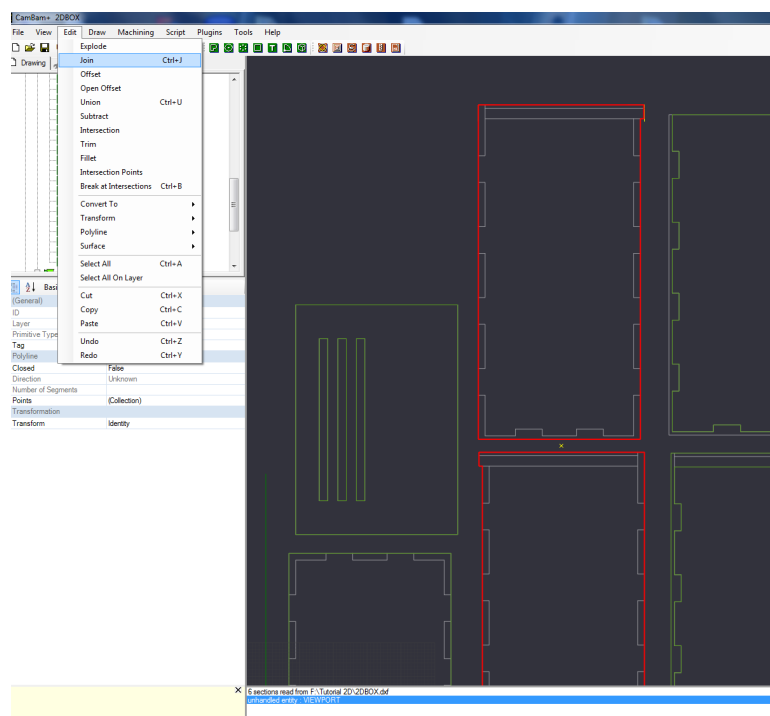 CamBam+ 2DBOX
File View Edit Draw Machining Script Plugins Tools Help
Drawing
Explode
Join Ctrl+J
Offset
Open Offset
Union Ctrl+U
Subtract
Intersection
Trim
Fillet
Intersection Points
Break at Intersections Ctrl+B
Convert To
Transform
Polyline
Surface
Select All Ctrl+A
Select All On Layer
Cut Ctrl+X
Copy Ctrl+C
Paste Ctrl+V
Undo Ctrl+Z
Redo Ctrl+Y
Basi
(General)
ID
Layer
Primitive Type
Tag
Polyline
Closed False
Direction Unknown
Number of Segments
Points (Collection)
Transformation
Transform Identity
6 sections read from F:\Tutorial 2D\2DBOX.dxf
unhandled entity : VIEWPORT